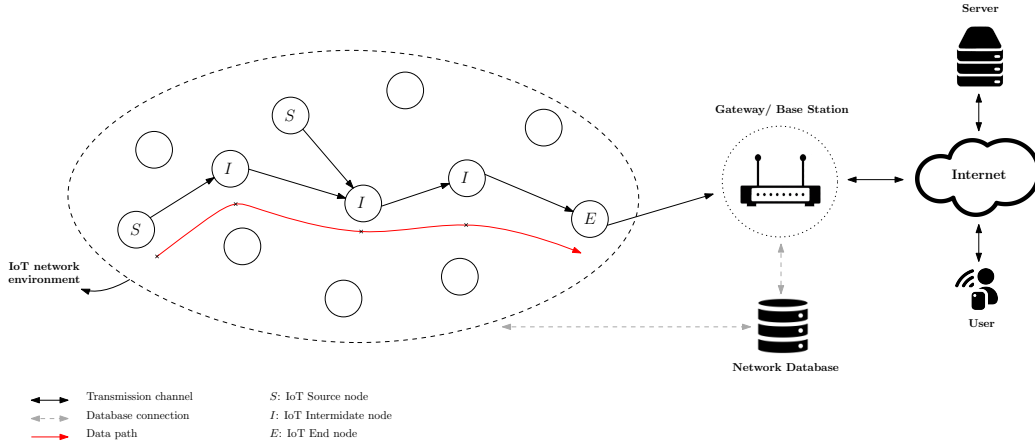 Server
Gateway/ Base Station
S
I
I
I
Internet
S
E
IoT network
environment
User
Network Database
Transmission channel
S: IoT Source node
Database connection
I: IoT Intermidate node
Data path
E: IoT End node